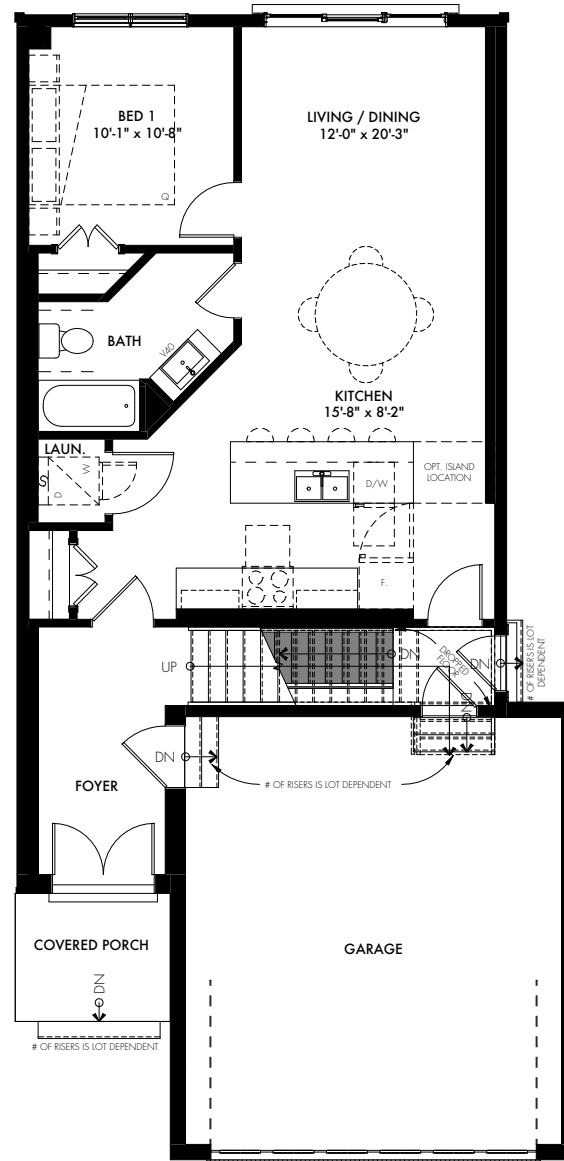 BED 1
10'-1" x 10'-8"
LIVING / DINING
12'-0" x 20'-3"
Q
BATH
V40
KITCHEN
15'-8" x 8'-2"
LAUN.
W
D
S
D/W
OPT. ISLAND
LOCATION
F.
UP
DN
DROPPED
FLOOR
DN
# OF RISERS IS LOT
DEPENDENT
DN
DN
# OF RISERS IS LOT DEPENDENT
FOYER
COVERED PORCH
GARAGE
DN
# OF RISERS IS LOT DEPENDENT